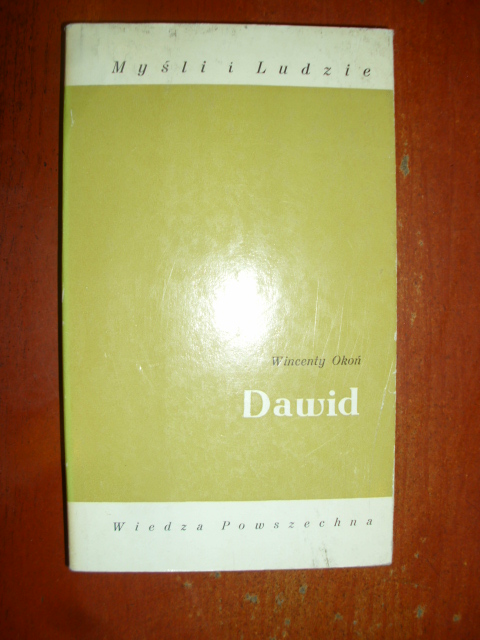 Myśli i Ludzie
Wincenty Okoń
Dawid
Wiedza Powszechna